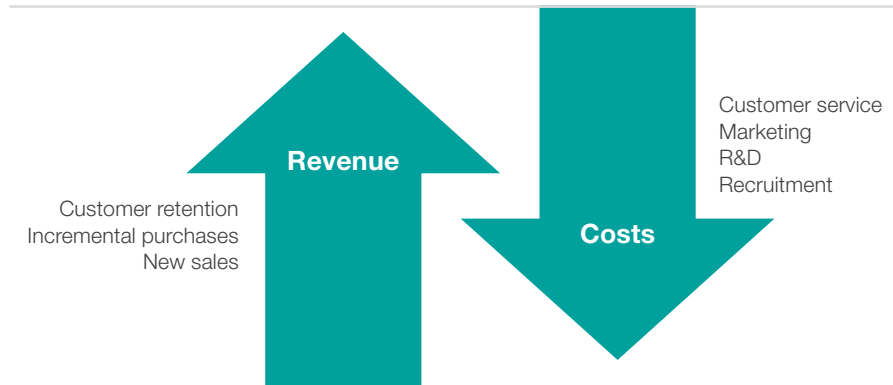 Revenue
Customer retention
Incremental purchases
New sales
Customer service
Marketing
R&D
Recruitment
Costs